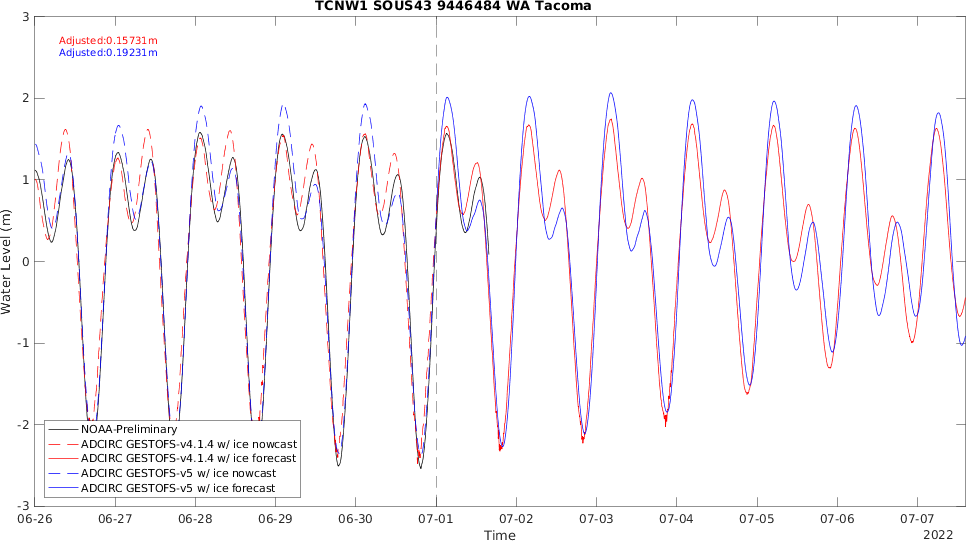 TCNW1 SOUS43 9446484 WA Tacoma
3
Adjusted:0.15731m
Adjusted:0.19231m
2
1
0
-1
-2
-3
Water Level (m)
NOAA-Preliminary
ADCIRC GESTOFS-v4.1.4 w/ ice nowcast
ADCIRC GESTOFS-v4.1.4 w/ ice forecast
ADCIRC GESTOFS-v5 w/ ice nowcast
ADCIRC GESTOFS-v5 w/ ice forecast
06-26 06-27 06-28 06-29 06-30 07-01 07-02 07-03 07-04 07-05 07-06 07-07
Time
2022